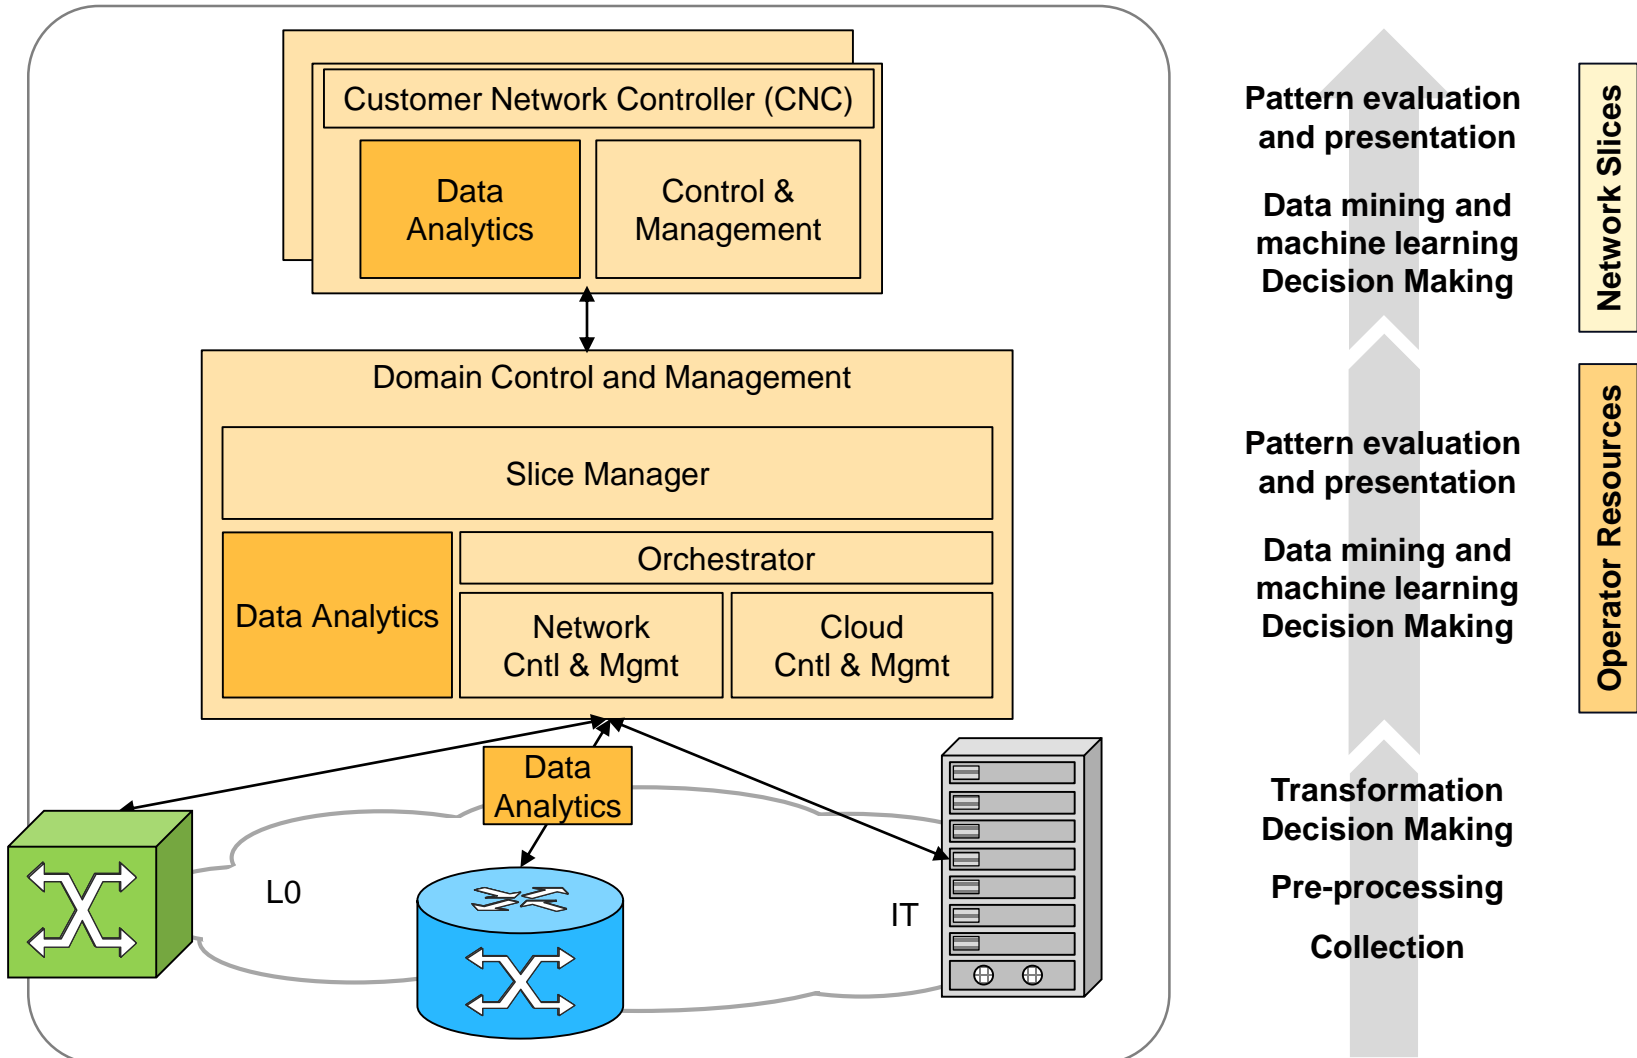 Customer Network Controller (CNC)
Data
Analytics
Control &
Management
Domain Control and Management
Slice Manager
Data Analytics
Orchestrator
Network
Cntl & Mgmt
Cloud
Cntl & Mgmt
Data
Analytics
L0
IT
Pattern evaluation
and presentation
Data mining and
machine learning
Decision Making
Pattern evaluation
and presentation
Data mining and
machine learning
Decision Making
Transformation
Decision Making
Pre-processing
Collection
Network Slices
Operator Resources